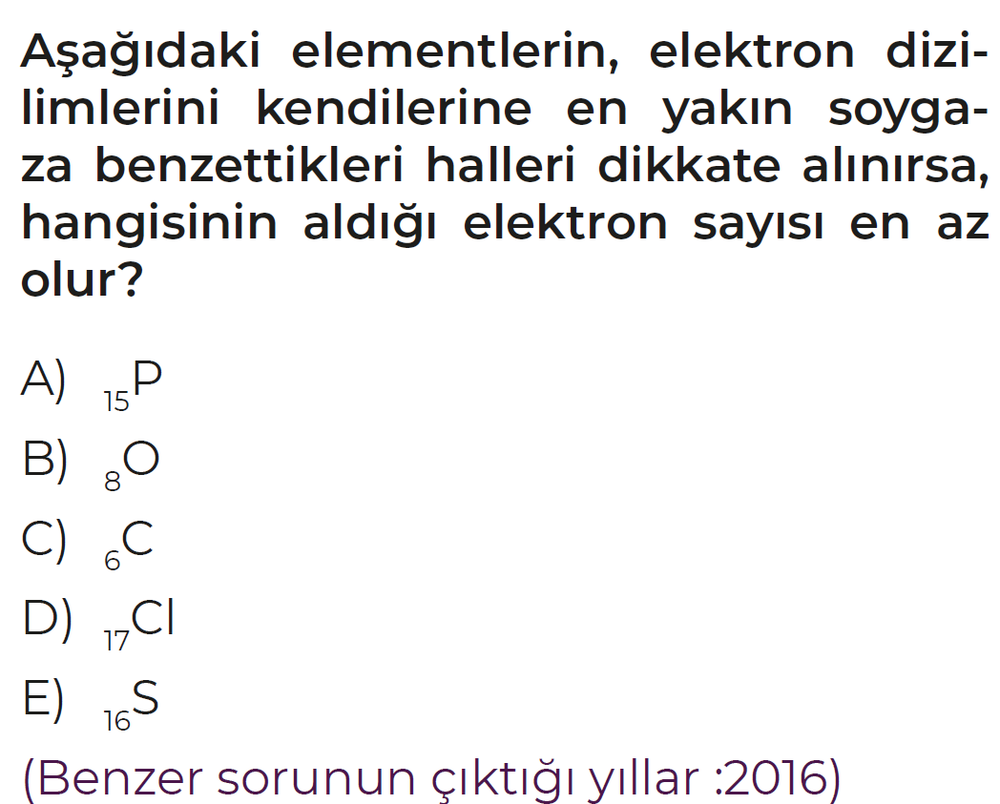 Aşağıdaki elementlerin, elektron dizi-
limlerini kendilerine en yakın soyga-
za benzettikleri halleri dikkate alınırsa,
hangisinin aldığı elektron sayısı en az
olur?
A) ₁₅P
B) ₈O
C) ₆C
D) ₁₇Cl
E) ₁₆S
(Benzer sorunun çıktığı yıllar :2016)